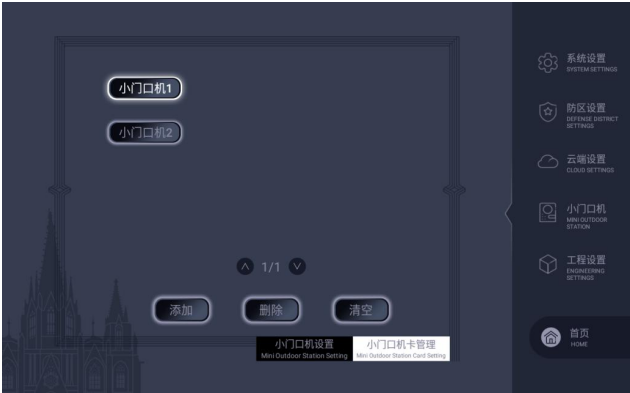 小门口机1
小门口机2
1/1
添加
删除
清空
小门口机设置
Mini Outdoor Station Setting
小门口机卡管理
Mini Outdoor Station Card Setting
系统设置
SYSTEM SETTINGS
防区设置
DEFENSE DISTRICT
SETTINGS
云端设置
CLOUD SETTINGS
小门口机
MINI OUTDOOR
STATION
工程设置
ENGINEERING
SETTINGS
首页
HOME